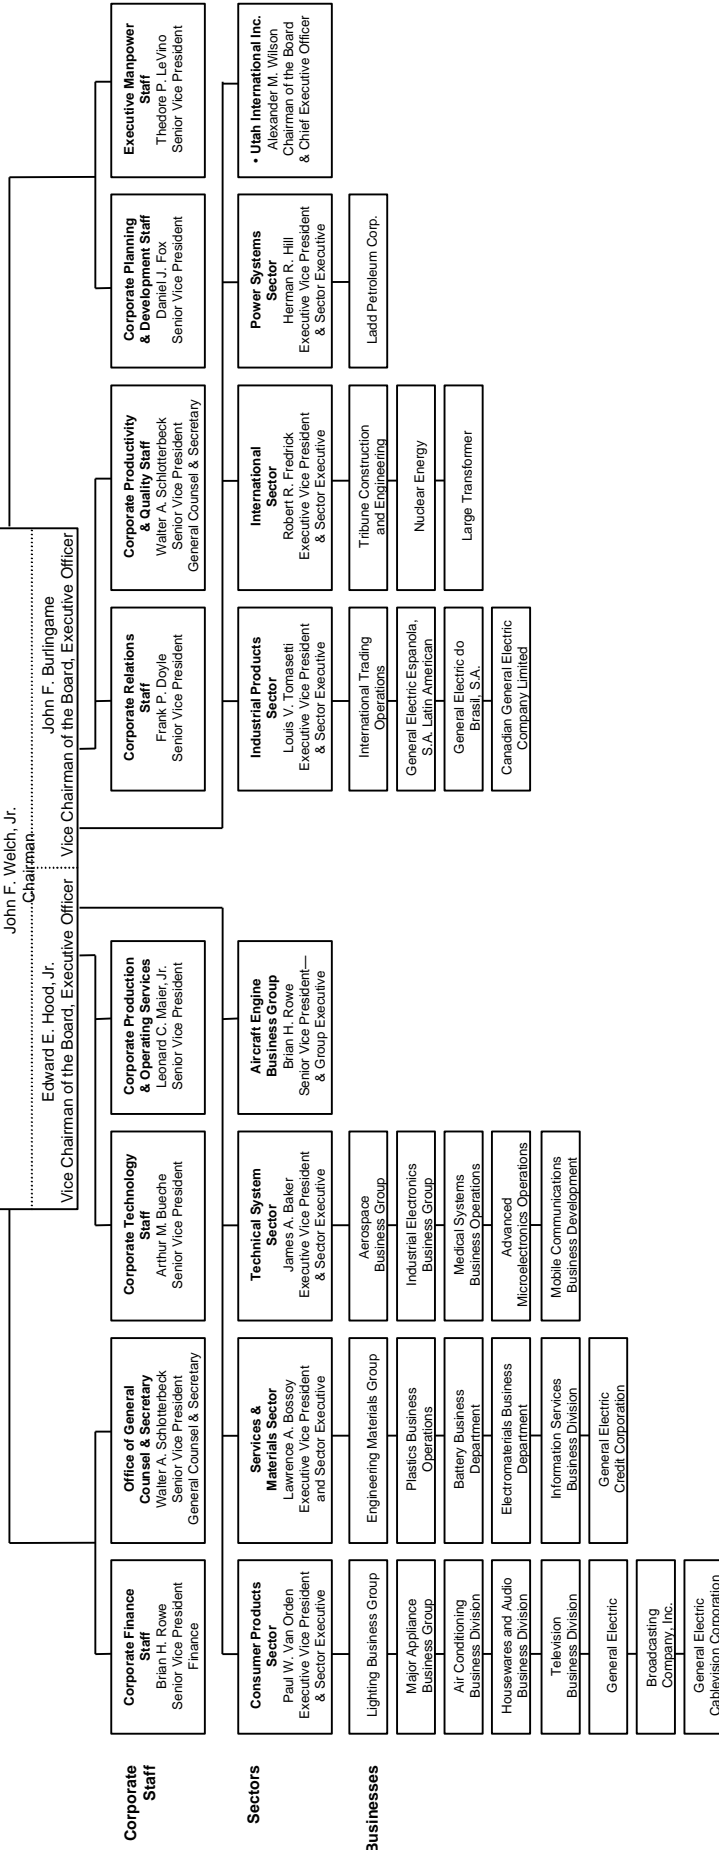 John F. Welch, Jr.
Chairman
Edward E. Hood, Jr.
Vice Chairman of the Board, Executive Officer
John F. Burlingame
Vice Chairman of the Board, Executive Officer
Corporate
Staff
Corporate Finance
Staff
Brian H. Rowe
Senior Vice President
Finance
Office of General
Counsel & Secretary
Walter A. Schlotterbeck
Senior Vice President
General Counsel & Secretary
Corporate Technology
Staff
Arthur M. Bueche
Senior Vice President
Corporate Production
& Operating Services
Leonard C. Maier, Jr.
Senior Vice President
Corporate Relations
Staff
Frank P. Doyle
Senior Vice President
Corporate Productivity
& Quality Staff
Walter A. Schlotterbeck
Senior Vice President
General Counsel & Secretary
Corporate Planning
& Development Staff
Daniel J. Fox
Senior Vice President
Executive Manpower
Staff
Thedore P. LeVino
Senior Vice President
Sectors
Consumer Products
Sector
Paul W. Van Orden
Executive Vice President
& Sector Executive
Services &
Materials Sector
Lawrence A. Bossoy
Executive Vice President
and Sector Executive
Technical System
Sector
James A. Baker
Executive Vice President
& Sector Executive
Aircraft Engine
Business Group
Brian H. Rowe
Senior Vice President—
& Group Executive
Industrial Products
Sector
Louis V. Tomasetti
Executive Vice President
& Sector Executive
International
Sector
Robert R. Fredrick
Executive Vice President
& Sector Executive
Power Systems
Sector
Herman R. Hill
Executive Vice President
& Sector Executive
• Utah International Inc.
Alexander M. Wilson
Chairman of the Board
& Chief Executive Officer
Businesses
Lighting Business Group
Major Appliance
Business Group
Air Conditioning
Business Division
Housewares and Audio
Business Division
Television
Business Division
General Electric
Broadcasting
Company, Inc.
General Electric
Cablevision Corporation
Engineering Materials Group
Plastics Business
Operations
Battery Business
Department
Electromaterials Business
Department
Information Services
Business Division
General Electric
Credit Corporation
Aerospace
Business Group
Industrial Electronics
Business Group
Medical Systems
Business Operations
Advanced
Microelectronics Operations
Mobile Communications
Business Development
International Trading
Operations
General Electric Espanola,
S.A. Latin American
General Electric do
Brasil, S.A.
Canadian General Electric
Company Limited
Tribune Construction
and Engineering
Nuclear Energy
Large Transformer
Ladd Petroleum Corp.